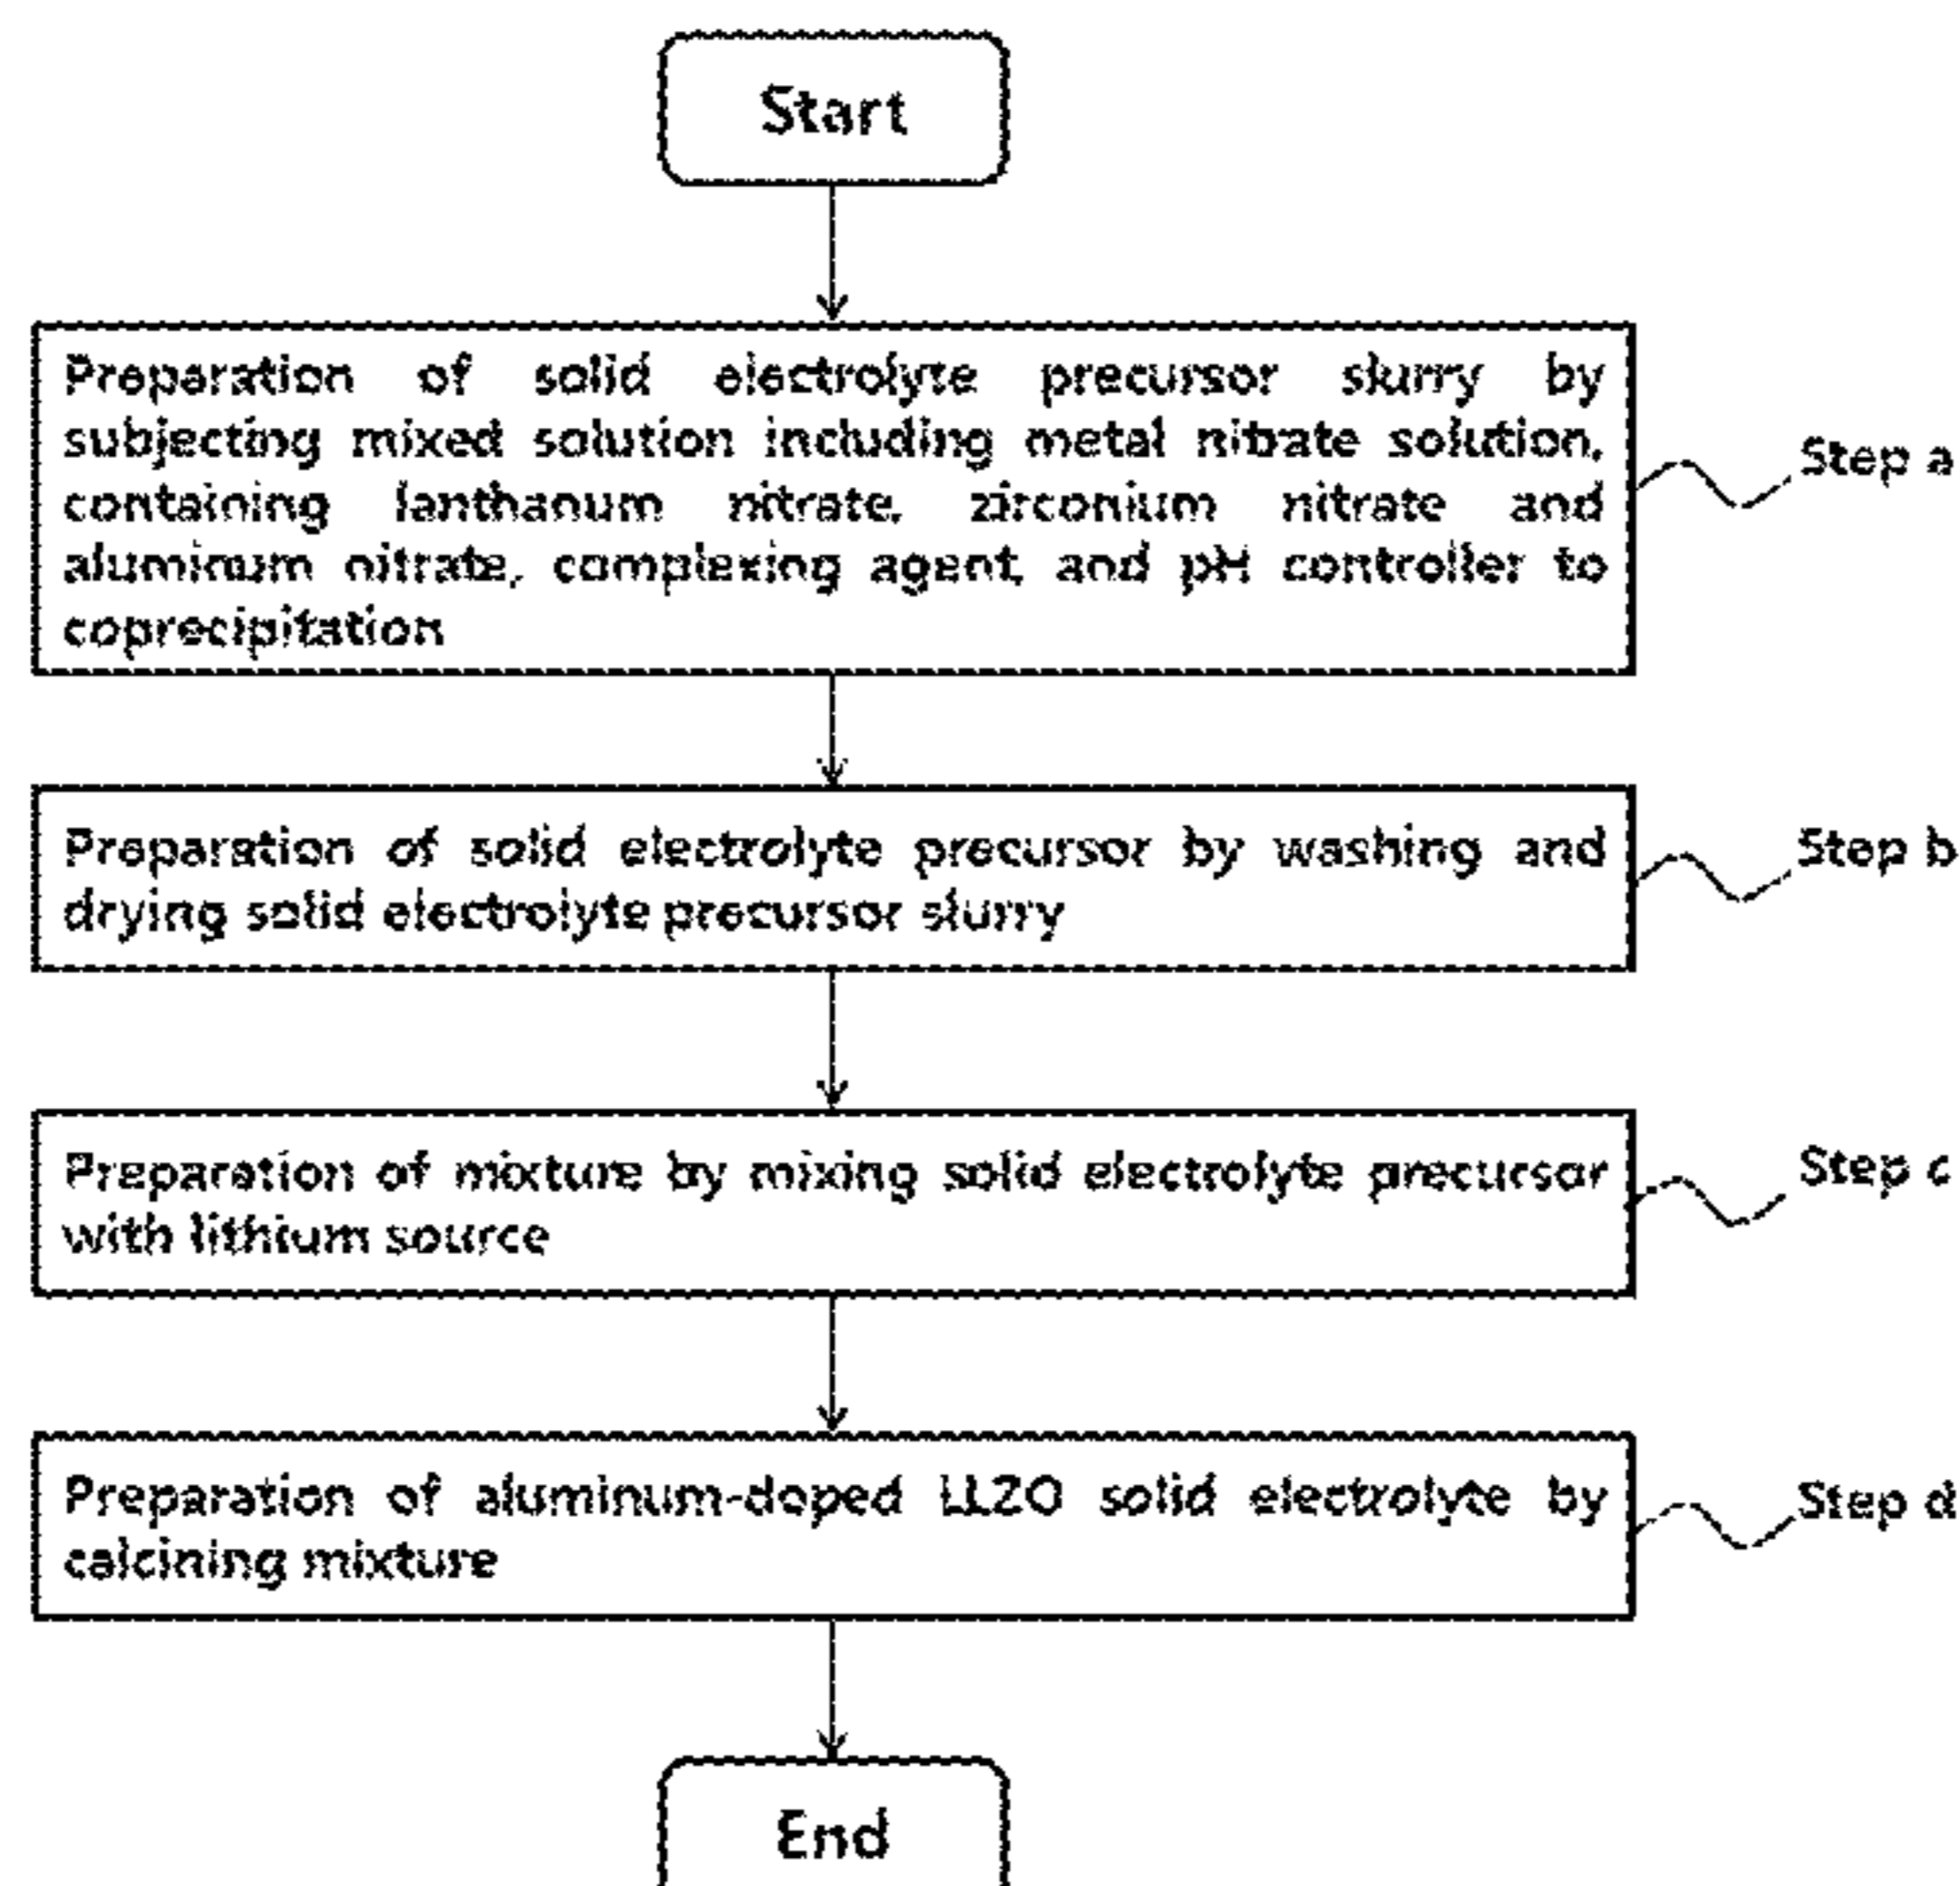 Start
Preparation of solid electrolyte precursor slurry by
subjecting mixed solution including metal nitrate solution,
containing lanthanum nitrate, zirconium nitrate and
aluminum nitrate, complexing agent, and pH controller to
coprecipitation
Step a
Preparation of solid electrolyte precursor by washing and
drying solid electrolyte precursor slurry
Step b
Preparation of mixture by mixing solid electrolyte precursor
with lithium source
Step c
Preparation of aluminum-doped LLZO solid electrolyte by
calcining mixture
Step d
End